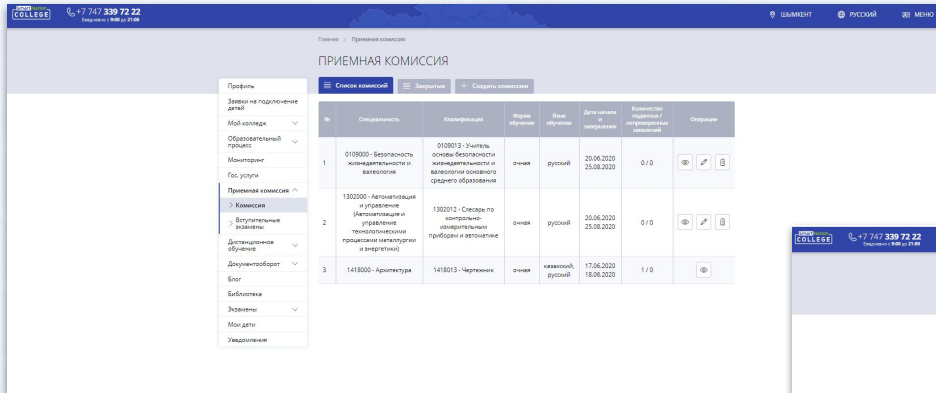 SmartNation
COLLEGE
+7 747 339 72 22
Ежедневно с 9:00 до 21:00
ШЫМКЕНТ
РУССКИЙ
МЕНЮ
Главная > Приемная комиссия
ПРИЕМНАЯ КОМИССИЯ
Список комиссий
Закрытые
+ Создать комиссию
Профиль
Заявки на подключение
детей
Мой колледж
Образовательный
процесс
Мониторинг
Гос. услуги
Приемная комиссия
> Комиссия
> Вступительные
экзамены
Дистанционное
обучение
Документооборот
Блог
Библиотека
Экзамены
Мои дети
Уведомления
№
Специальность
Квалификация
Форма
обучения
Язык
обучения
Дата начала
и
завершения
Количество
поданных /
непроверенных
заявлений
Операции
1
0109000 - Безопасность
жизнедеятельности и
валеология
0109013 - Учитель
основы безопасности
жизнедеятельности и
валеологии основного
среднего образования
очная
русский
20.06.2020
25.08.2020
0 / 0
2
1302000 - Автоматизация
и управление
(Автоматизация и
управление
технологическими
процессами металлургии
и энергетики)
1302012 - Слесарь по
контрольно-
измерительным
приборам и автоматике
очная
русский
20.06.2020
25.08.2020
0 / 0
3
1418000 - Архитектура
1418013 - Чертежник
очная
казахский,
русский
17.06.2020
18.06.2020
1 / 0
SmartNation
COLLEGE
+7 747 339 72 22
Ежедневно с 9:00 до 21:00